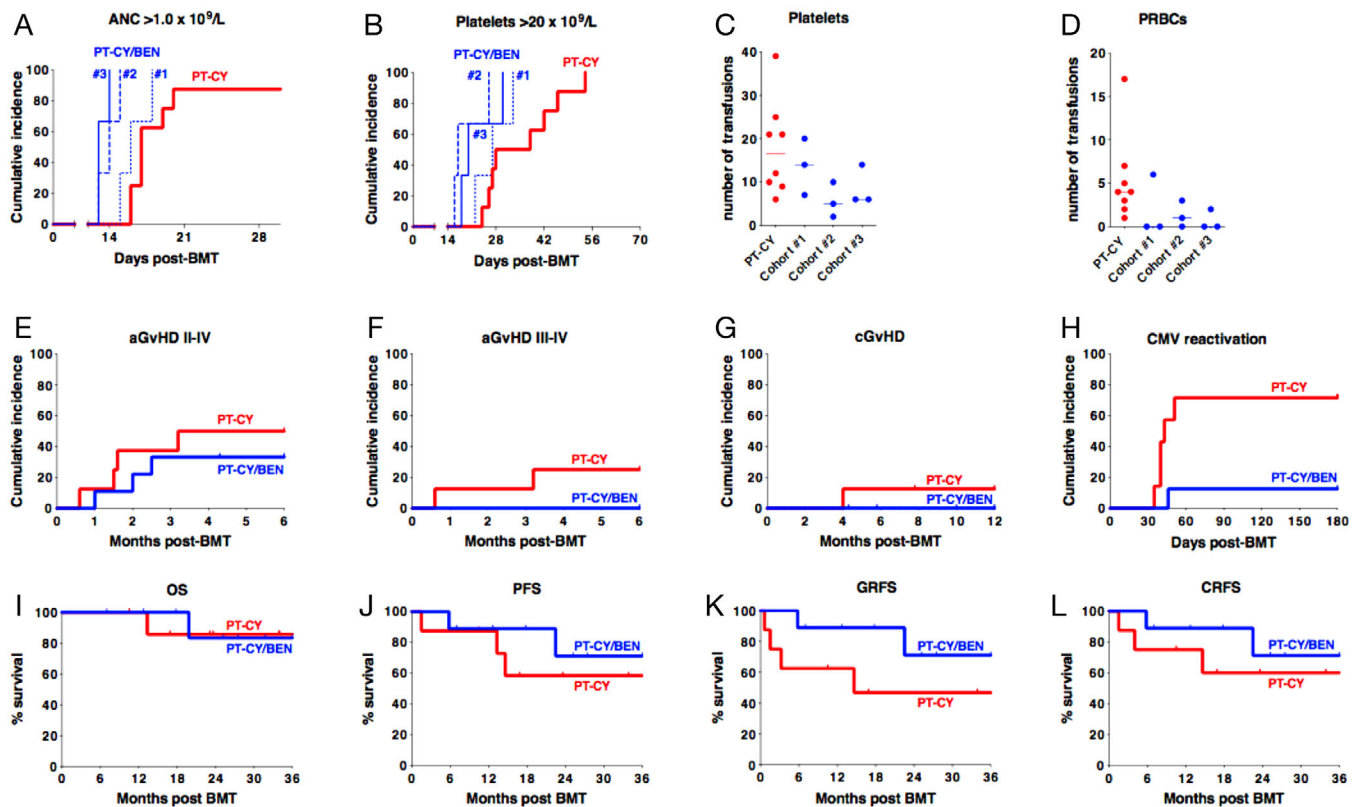 A
ANC >1.0 x 10⁹/L
PT-CY/BEN
#3
#2
#1
PT-CY
Cumulative incidence
100
80
60
40
20
0
0
14
21
28
Days post-BMT
B
Platelets >20 x 10⁹/L
PT-CY/BEN
PT-CY
#2
#1
#3
Cumulative incidence
100
80
60
40
20
0
0
14
28
42
56
70
Days post-BMT
C
Platelets
number of transfusions
40
30
20
10
0
PT-CY
Cohort #1
Cohort #2
Cohort #3
D
PRBCs
number of transfusions
20
15
10
5
0
PT-CY
Cohort #1
Cohort #2
Cohort #3
E
aGvHD II-IV
Cumulative incidence
100
80
60
40
20
0
PT-CY
PT-CY/BEN
0
1
2
3
4
5
6
Months post-BMT
F
aGvHD III-IV
Cumulative incidence
100
80
60
40
20
0
PT-CY
PT-CY/BEN
0
1
2
3
4
5
6
Months post-BMT
G
cGvHD
Cumulative incidence
100
80
60
40
20
0
PT-CY
PT-CY/BEN
0
2
4
6
8
10
12
Months post-BMT
H
CMV reactivation
Cumulative incidence
100
80
60
40
20
0
PT-CY
PT-CY/BEN
0
30
60
90
120
150
180
Days post-BMT
I
OS
% survival
100
80
60
40
20
0
PT-CY
PT-CY/BEN
0
6
12
18
24
30
36
Months post BMT
J
PFS
% survival
100
80
60
40
20
0
PT-CY/BEN
PT-CY
0
6
12
18
24
30
36
Months post BMT
K
GRFS
% survival
100
80
60
40
20
0
PT-CY/BEN
PT-CY
0
6
12
18
24
30
36
Months post BMT
L
CRFS
% survival
100
80
60
40
20
0
PT-CY/BEN
PT-CY
0
6
12
18
24
30
36
Months post BMT